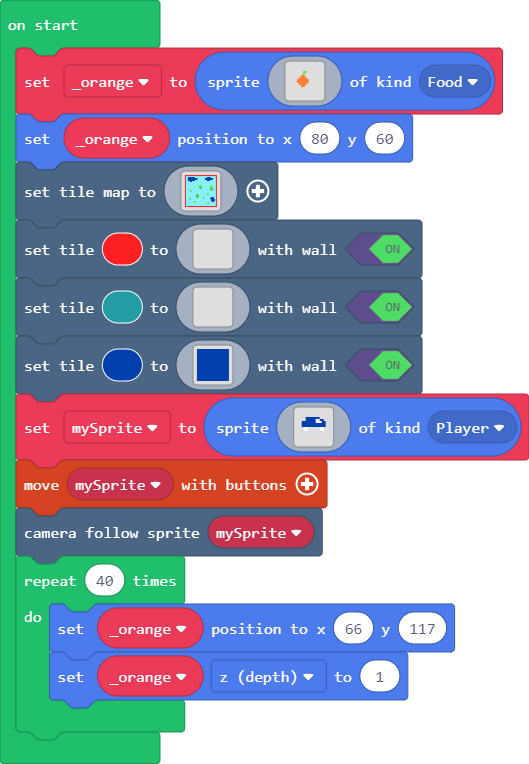 on start
set _orange to sprite of kind Food
set _orange position to x 80 y 60
set tile map to
set tile to with wall ON
set tile to with wall ON
set tile to with wall ON
set mySprite to sprite of kind Player
move mySprite with buttons
camera follow sprite mySprite
repeat 40 times
do
set _orange position to x 66 y 117
set _orange z (depth) to 1